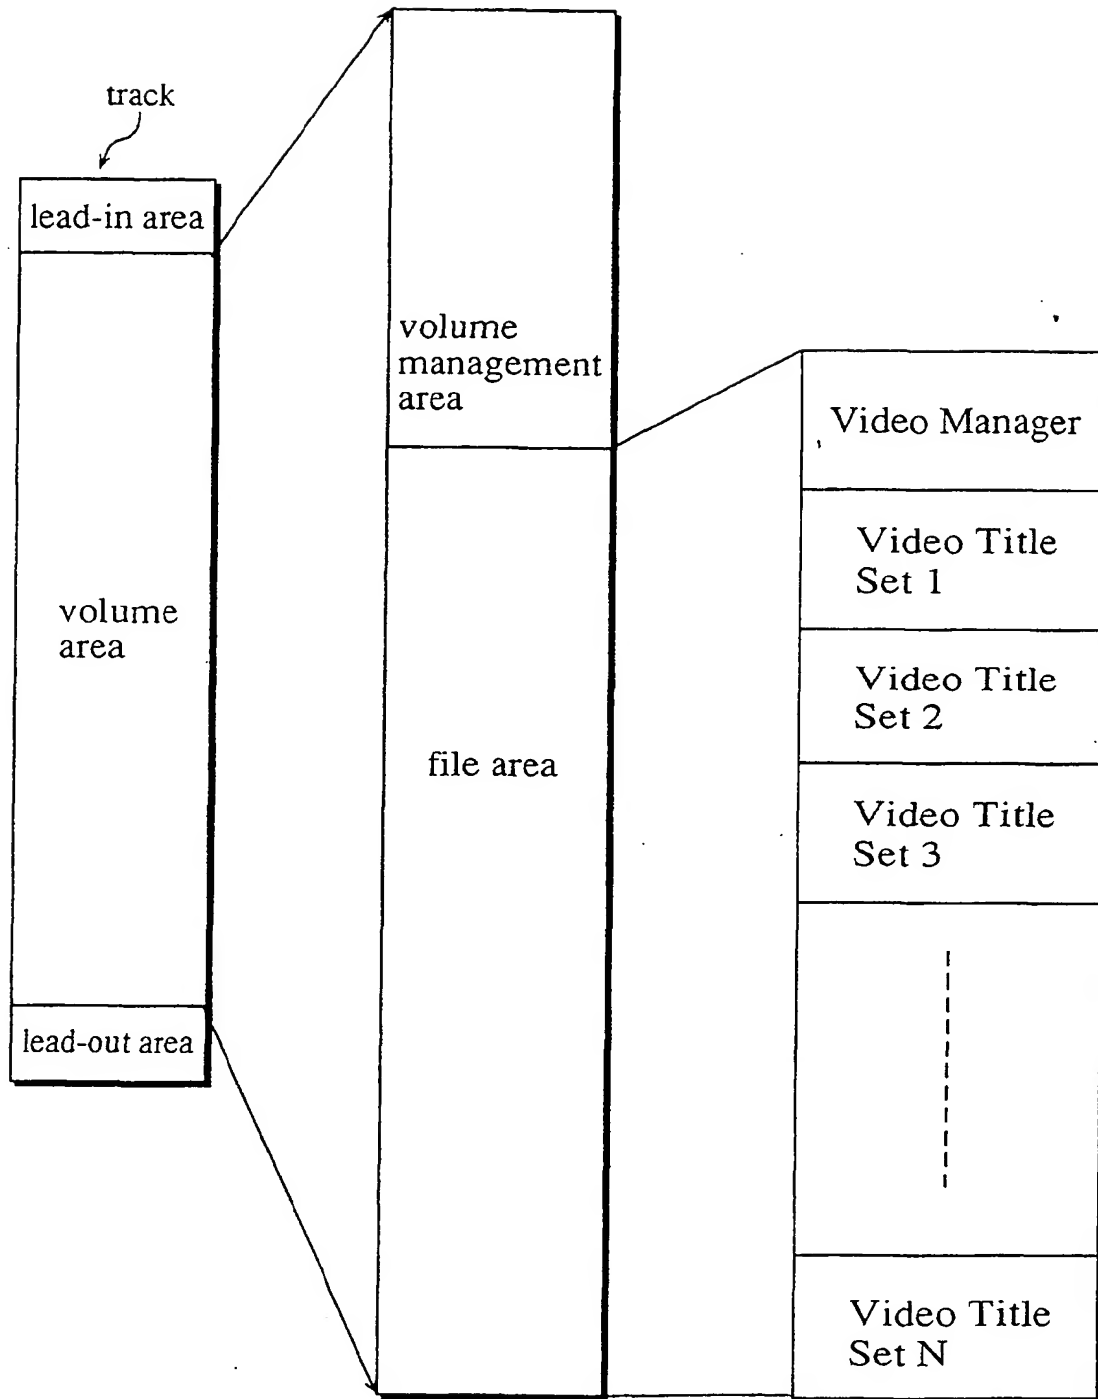 track
lead-in area
volume
area
lead-out area
volume
management
area
file area
Video Manager
Video Title
Set 1
Video Title
Set 2
Video Title
Set 3
Video Title
Set N